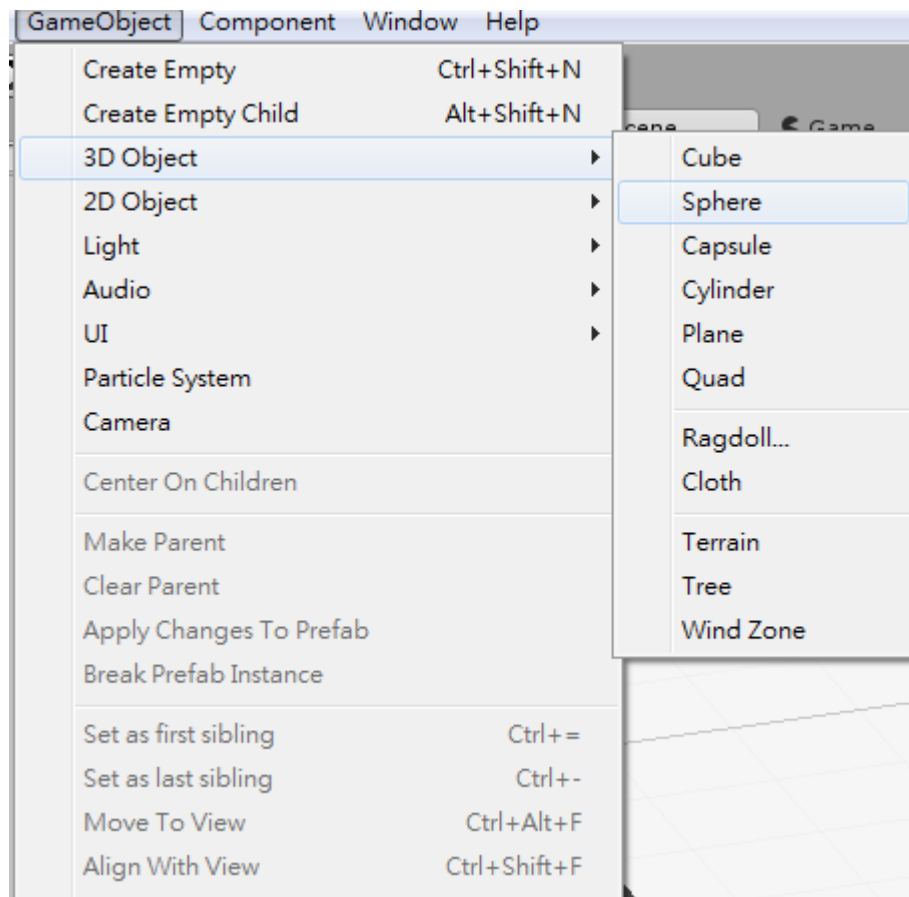 GameObject Component Window Help
Create Empty Ctrl+Shift+N
Create Empty Child Alt+Shift+N
Game
3D Object
2D Object
Light
Audio
UI
Particle System
Camera
Center On Children
Make Parent
Clear Parent
Apply Changes To Prefab
Break Prefab Instance
Set as first sibling Ctrl+=
Set as last sibling Ctrl+-
Move To View Ctrl+Alt+F
Align With View Ctrl+Shift+F
Cube
Sphere
Capsule
Cylinder
Plane
Quad
Ragdoll...
Cloth
Terrain
Tree
Wind Zone